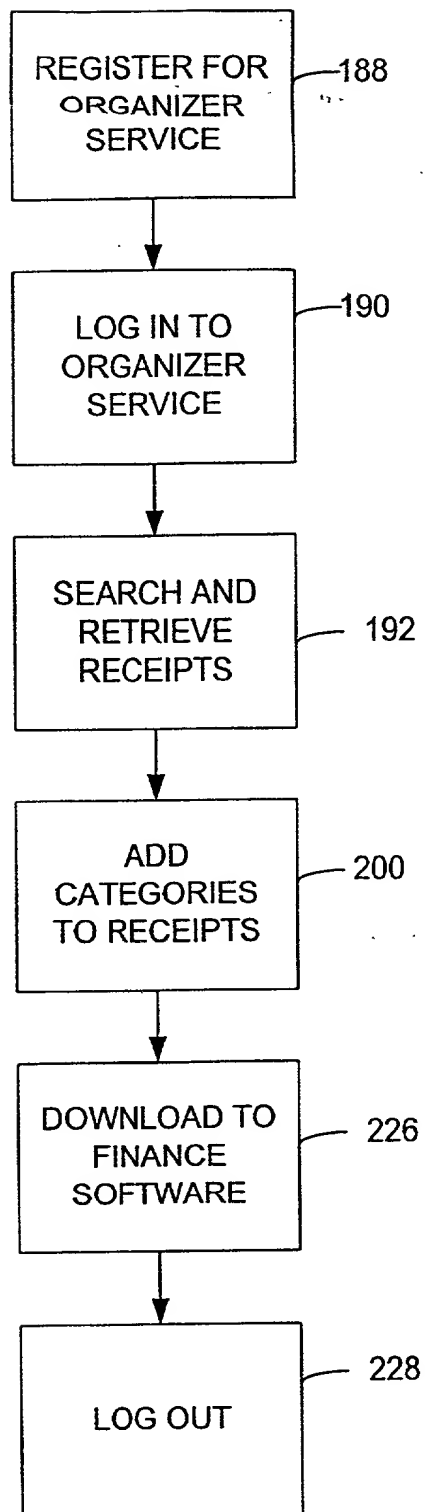 REGISTER FOR
ORGANIZER
SERVICE
188
LOG IN TO
ORGANIZER
SERVICE
190
SEARCH AND
RETRIEVE
RECEIPTS
192
ADD
CATEGORIES
TO RECEIPTS
200
DOWNLOAD TO
FINANCE
SOFTWARE
226
LOG OUT
228